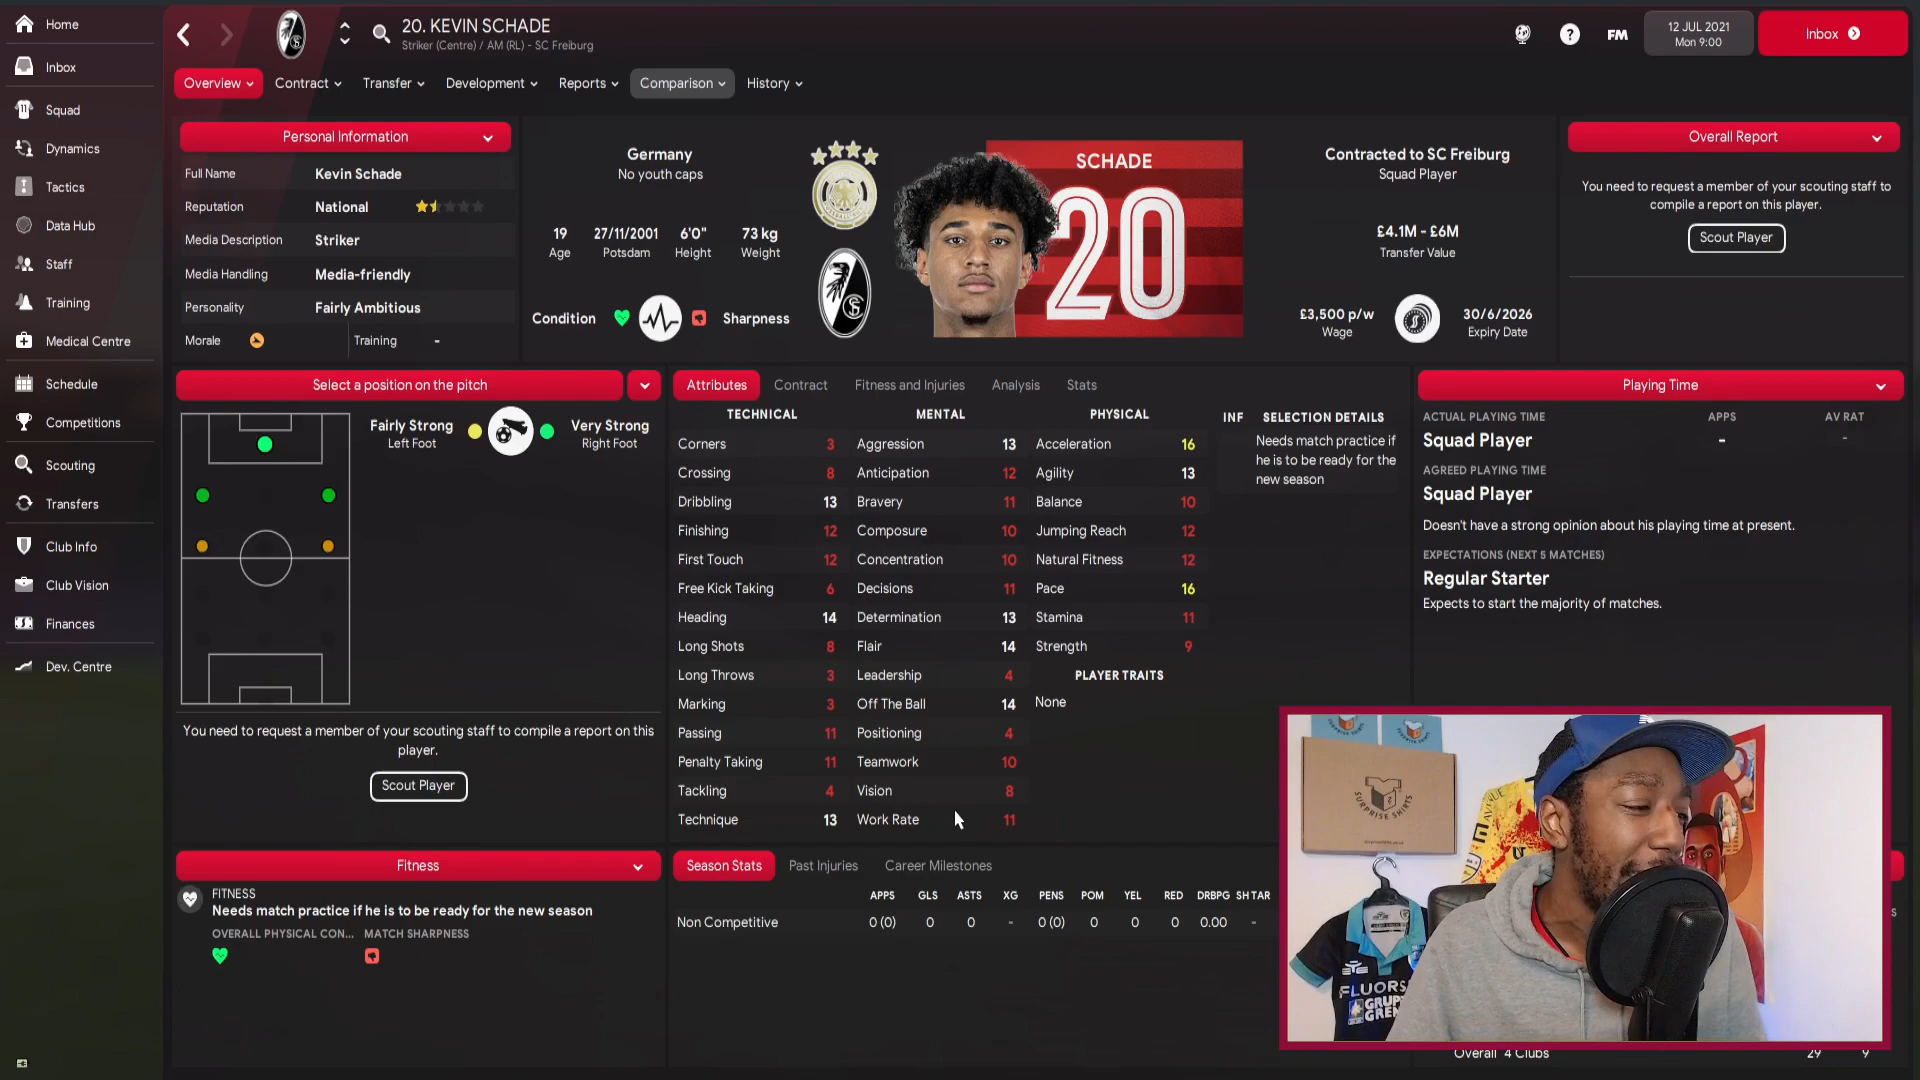 Home
Inbox
Squad
Dynamics
Tactics
Data Hub
Staff
Training
Medical Centre
Schedule
Competitions
Scouting
Transfers
Club Info
Club Vision
Finances
Dev. Centre
20. KEVIN SCHADE
Striker (Centre) / AM (RL) - SC Freiburg
?
FM
12 JUL 2021
Mon 9:00
Inbox
Overview Contract Transfer Development Reports Comparison History
Personal Information
Full Name Kevin Schade
Reputation National
Media Description Striker
Media Handling Media-friendly
Personality Fairly Ambitious
Morale Training -
Germany
No youth caps
19 27/11/2001 6'0" 73 kg
Age Potsdam Height Weight
Condition Sharpness
SCHADE
20
Contracted to SC Freiburg
Squad Player
£4.1M - £6M
Transfer Value
£3,500 p/w 30/6/2026
Wage Expiry Date
Overall Report
You need to request a member of your scouting staff to
compile a report on this player.
Scout Player
Select a position on the pitch
Fairly Strong Very Strong
Left Foot Right Foot
You need to request a member of your scouting staff to compile a report on this
player.
Scout Player
Attributes Contract Fitness and Injuries Analysis Stats
TECHNICAL MENTAL PHYSICAL
Corners 3 Aggression 13 Acceleration 16
Crossing 8 Anticipation 12 Agility 13
Dribbling 13 Bravery 11 Balance 10
Finishing 12 Composure 10 Jumping Reach 12
First Touch 12 Concentration 10 Natural Fitness 12
Free Kick Taking 6 Decisions 11 Pace 16
Heading 14 Determination 13 Stamina 11
Long Shots 8 Flair 14 Strength 9
Long Throws 3 Leadership 4 PLAYER TRAITS
Marking 3 Off The Ball 14 None
Passing 11 Positioning 4
Penalty Taking 11 Teamwork 10
Tackling 4 Vision 8
Technique 13 Work Rate 11
INF SELECTION DETAILS
Needs match practice if
he is to be ready for the
new season
Playing Time
ACTUAL PLAYING TIME APPS AV RAT
Squad Player - -
AGREED PLAYING TIME
Squad Player
Doesn't have a strong opinion about his playing time at present.
EXPECTATIONS (NEXT 5 MATCHES)
Regular Starter
Expects to start the majority of matches.
Fitness
FITNESS
Needs match practice if he is to be ready for the new season
OVERALL PHYSICAL CON... MATCH SHARPNESS
Season Stats Past Injuries Career Milestones
APPS GLS ASTS XG PENS POM YEL RED DRBPG SH TAR
Non Competitive 0 (0) 0 0 - 0 (0) 0 0 0 0.00 -
SURPRISE SHIRTS
FLUORS
GRUP
GREN
Overall 4 Clubs 29 9